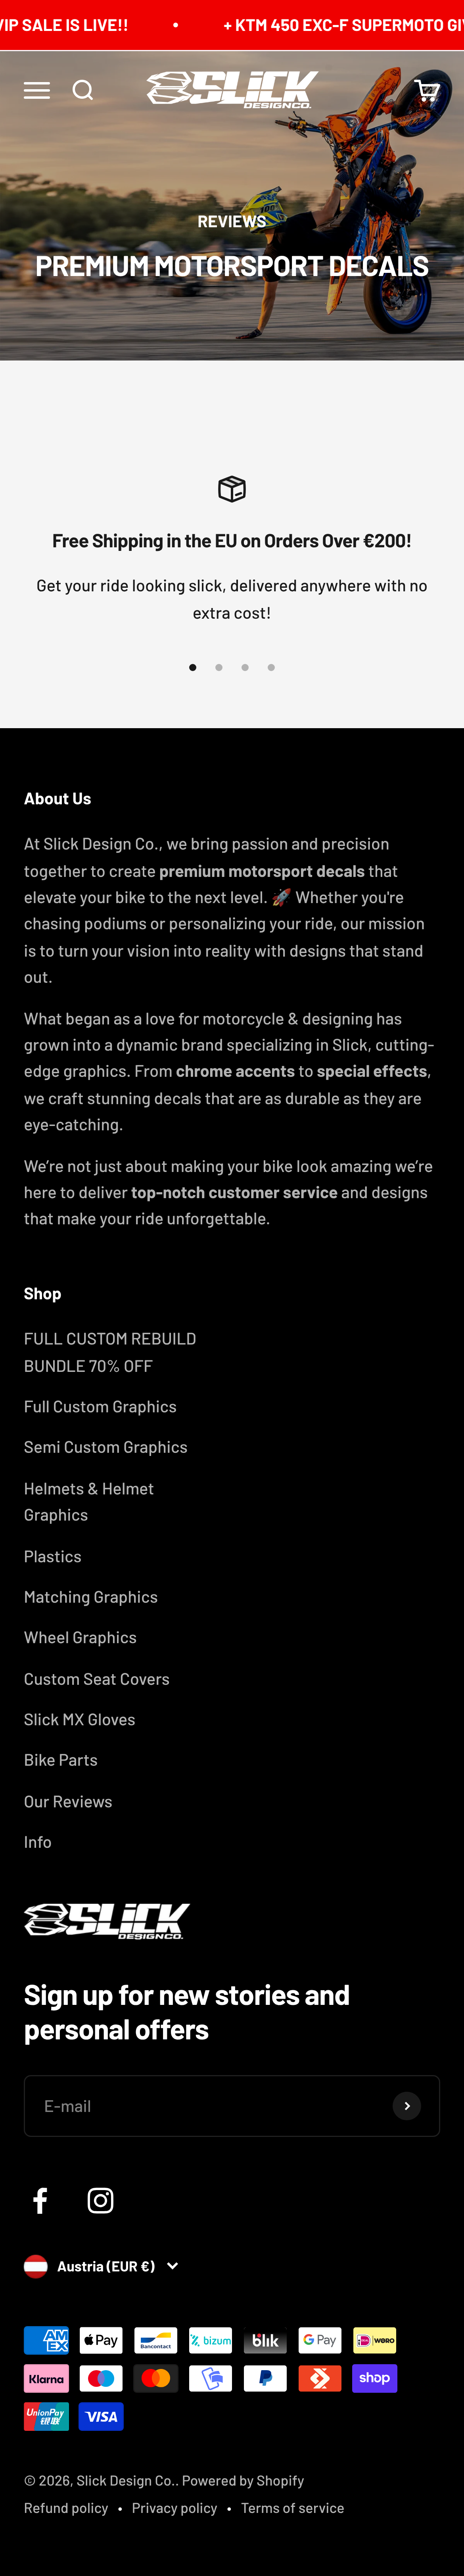 VIP SALE IS LIVE!! • + KTM 450 EXC-F SUPERMOTO GI
SLICK
DESIGNCO.
REVIEWS
PREMIUM MOTORSPORT DECALS
Free Shipping in the EU on Orders Over €200!
Get your ride looking slick, delivered anywhere with no
extra cost!
About Us
At Slick Design Co., we bring passion and precision
together to create premium motorsport decals that
elevate your bike to the next level. 🚀 Whether you're
chasing podiums or personalizing your ride, our mission
is to turn your vision into reality with designs that stand
out.
What began as a love for motorcycle & designing has
grown into a dynamic brand specializing in Slick, cutting-
edge graphics. From chrome accents to special effects,
we craft stunning decals that are as durable as they are
eye-catching.
We’re not just about making your bike look amazing we’re
here to deliver top-notch customer service and designs
that make your ride unforgettable.
Shop
FULL CUSTOM REBUILD
BUNDLE 70% OFF
Full Custom Graphics
Semi Custom Graphics
Helmets & Helmet
Graphics
Plastics
Matching Graphics
Wheel Graphics
Custom Seat Covers
Slick MX Gloves
Bike Parts
Our Reviews
Info
SLICK
DESIGNCO.
Sign up for new stories and
personal offers
E-mail
Austria (EUR €)
AMEX Pay Bancontact bizum blik G Pay iDEAL wero
Klarna shop
UnionPay 银联 VISA
© 2026, Slick Design Co.. Powered by Shopify
Refund policy • Privacy policy • Terms of service